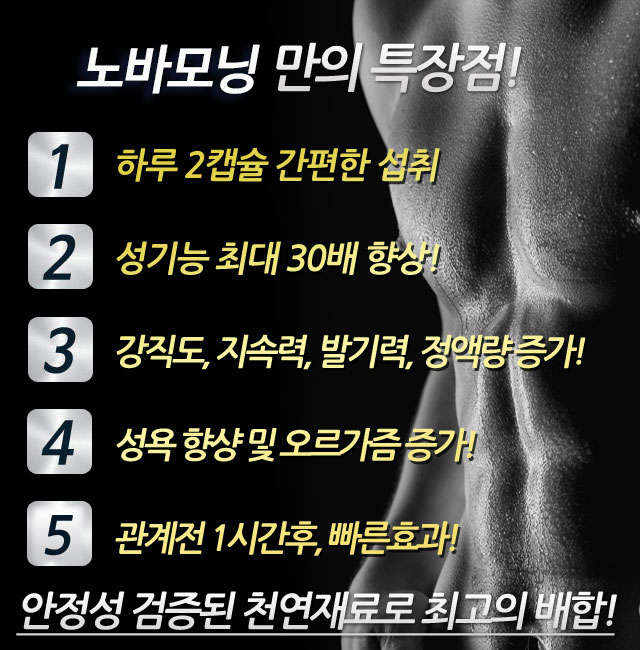 노바모닝 만의 특장점!
1 하루 2캡슐 간편한 섭취
2 성기능 최대 30배 향상!
3 강직도, 지속력, 발기력, 정액량 증가!
4 성욕 향샹 및 오르가즘 증가!
5 관계전 1시간후, 빠른효과!
안정성 검증된 천연재료로 최고의 배합!